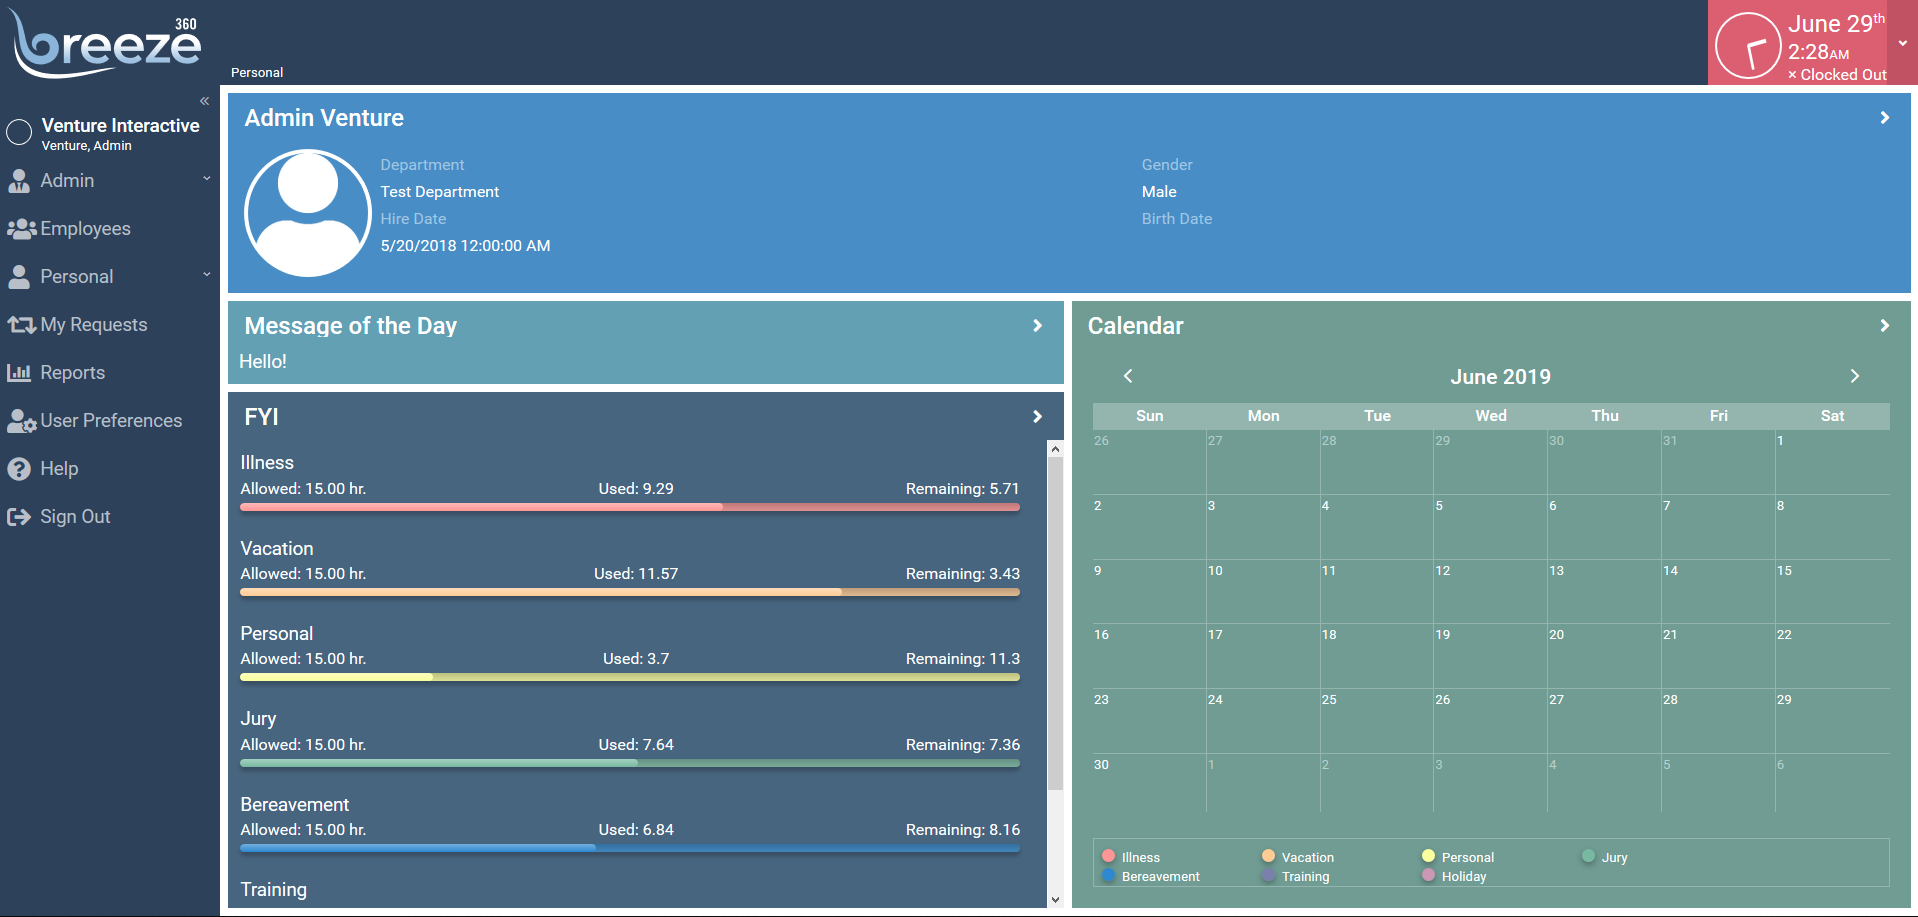 360
breeze
Personal
June 29th
2:28AM
× Clocked Out
«
Venture Interactive
Venture, Admin
Admin
Employees
Personal
My Requests
Reports
User Preferences
Help
Sign Out
Admin Venture
Department
Test Department
Hire Date
5/20/2018 12:00:00 AM
Gender
Male
Birth Date
Message of the Day
Hello!
FYI
Illness
Allowed: 15.00 hr. Used: 9.29 Remaining: 5.71
Vacation
Allowed: 15.00 hr. Used: 11.57 Remaining: 3.43
Personal
Allowed: 15.00 hr. Used: 3.7 Remaining: 11.3
Jury
Allowed: 15.00 hr. Used: 7.64 Remaining: 7.36
Bereavement
Allowed: 15.00 hr. Used: 6.84 Remaining: 8.16
Training
Calendar
June 2019
Sun Mon Tue Wed Thu Fri Sat
26 27 28 29 30 31 1
2 3 4 5 6 7 8
9 10 11 12 13 14 15
16 17 18 19 20 21 22
23 24 25 26 27 28 29
30 1 2 3 4 5 6
Illness Vacation Personal Jury
Bereavement Training Holiday